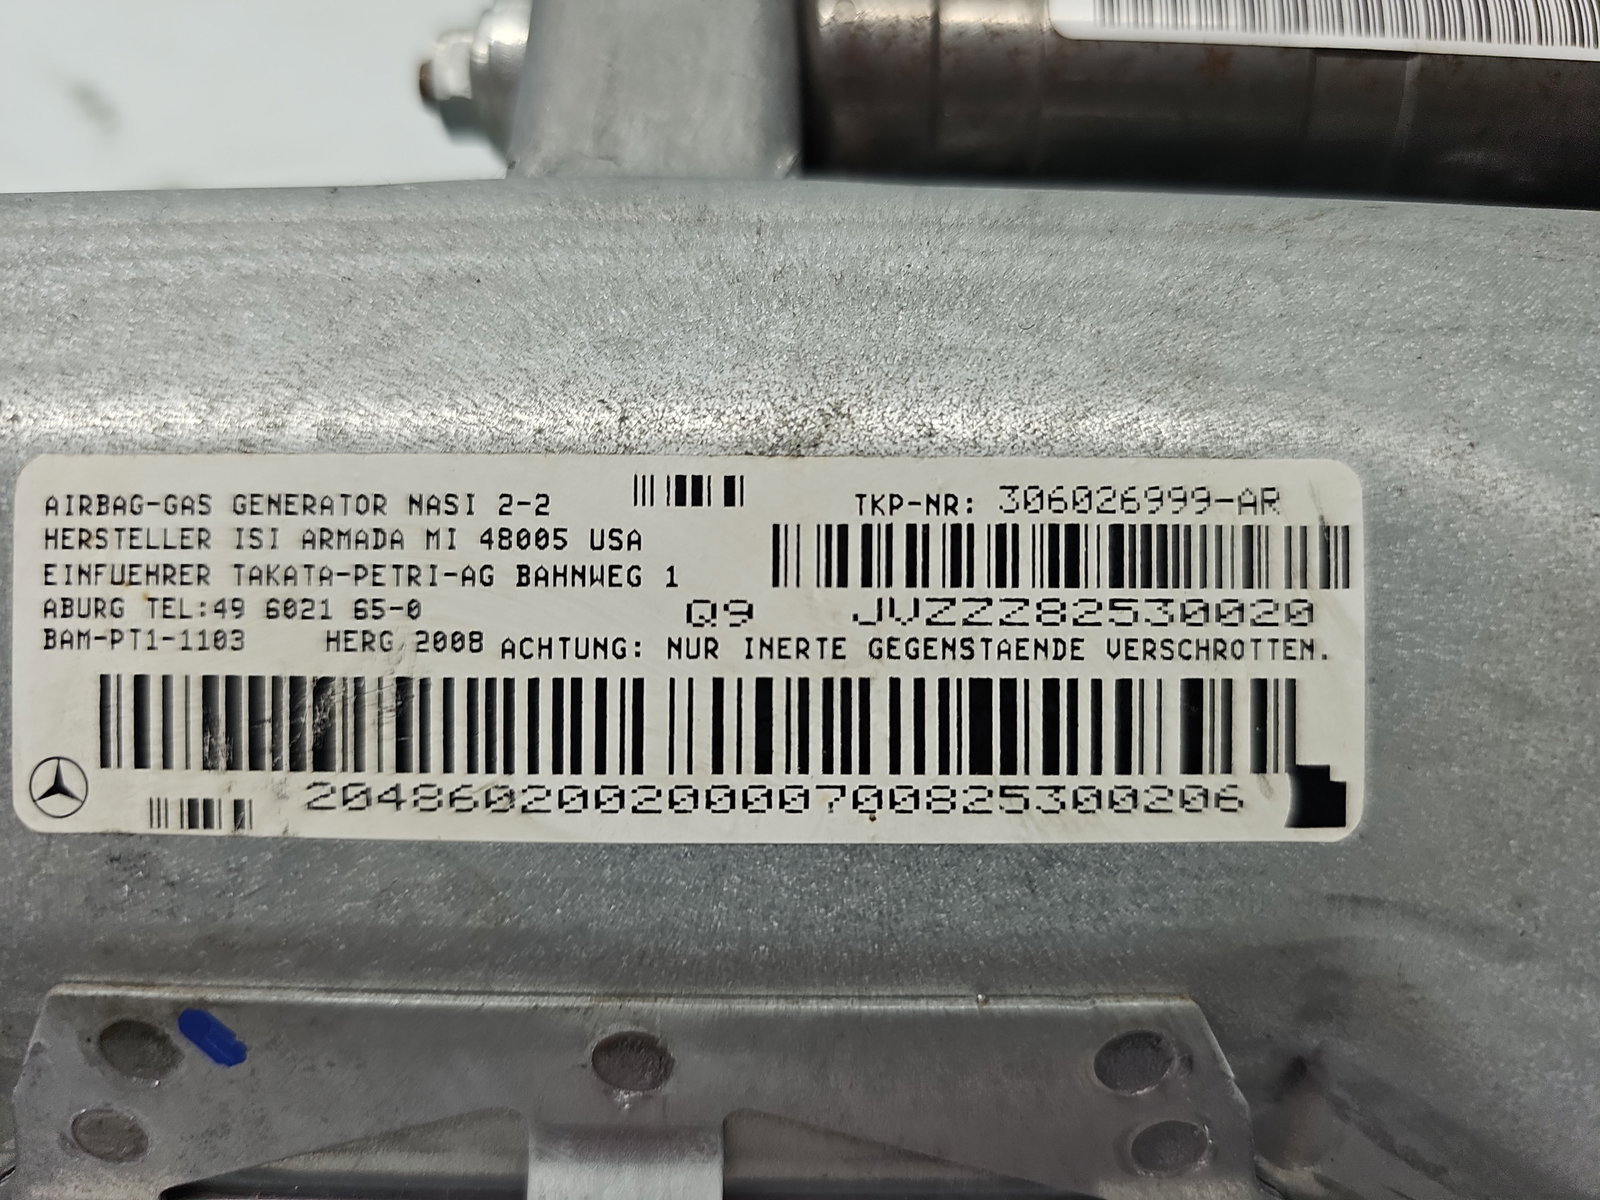 AIRBAG-GAS GENERATOR NASI 2-2
TKP-NR: 306026999-AR
HERSTELLER ISI ARMADA MI 48005 USA
EINFUEHRER TAKATA-PETRI-AG BAHNWEG 1
ABURG TEL:49 6021 65-0
Q9 JVZZZ82530020
BAM-PT1-1103 HERG 2008 ACHTUNG: NUR INERTE GEGENSTAENDE VERSCHROTTEN.
20486020020000700825300206